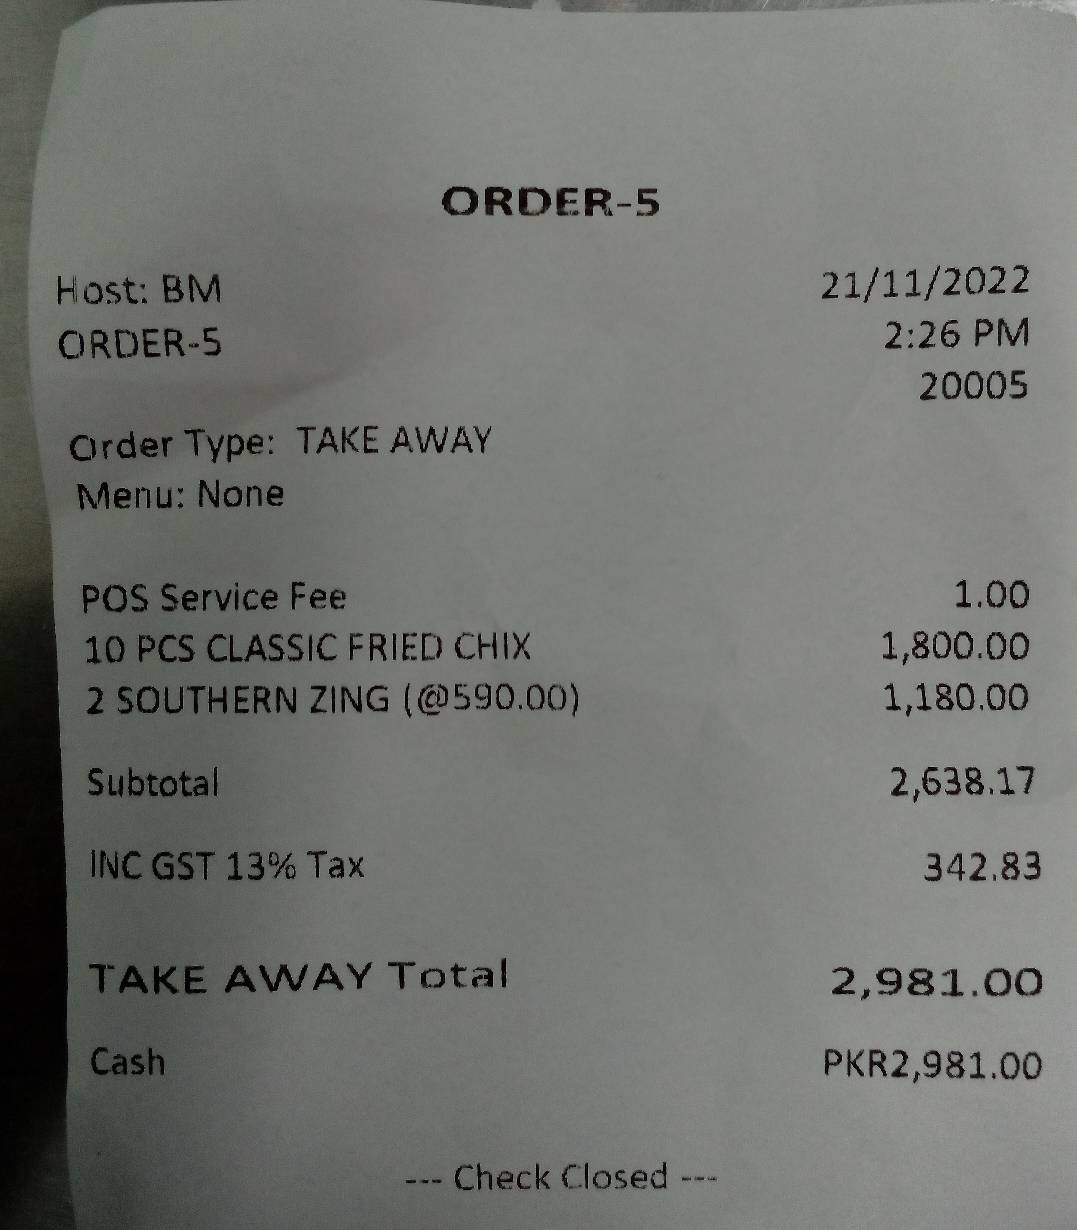 ORDER-5
Host: BM 21/11/2022
ORDER-5 2:26 PM
20005
Order Type: TAKE AWAY
Menu: None
POS Service Fee 1.00
10 PCS CLASSIC FRIED CHIX 1,800.00
2 SOUTHERN ZING (@590.00) 1,180.00
Subtotal 2,638.17
INC GST 13% Tax 342.83
TAKE AWAY Total 2,981.00
Cash PKR2,981.00
--- Check Closed ---